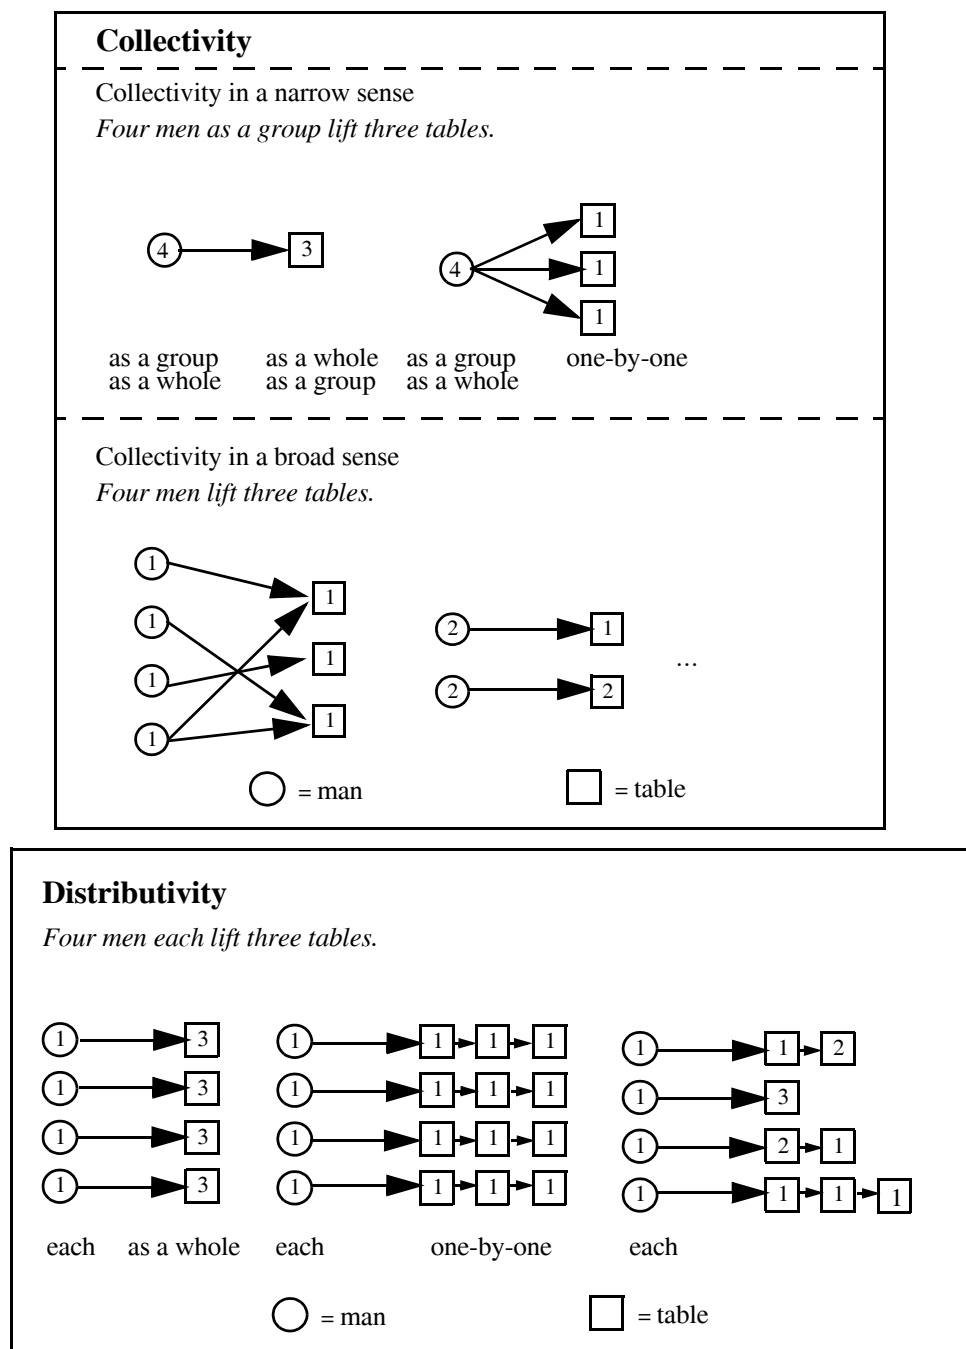 Collectivity
Collectivity in a narrow sense
Four men as a group lift three tables.
1
4 3
4 1
1
as a group as a whole as a group one-by-one
as a whole as a group as a whole
Collectivity in a broad sense
Four men lift three tables.
1
1
1 2 1
1 1 ...
1 2 2
1
1
= man = table
Distributivity
Four men each lift three tables.
1 3 1 1 1 1 1 1 2
1 3 1 1 1 1 1 3
1 3 1 1 1 1 1 2 1
1 3 1 1 1 1 1 1 1 1
each as a whole each one-by-one each
= man = table